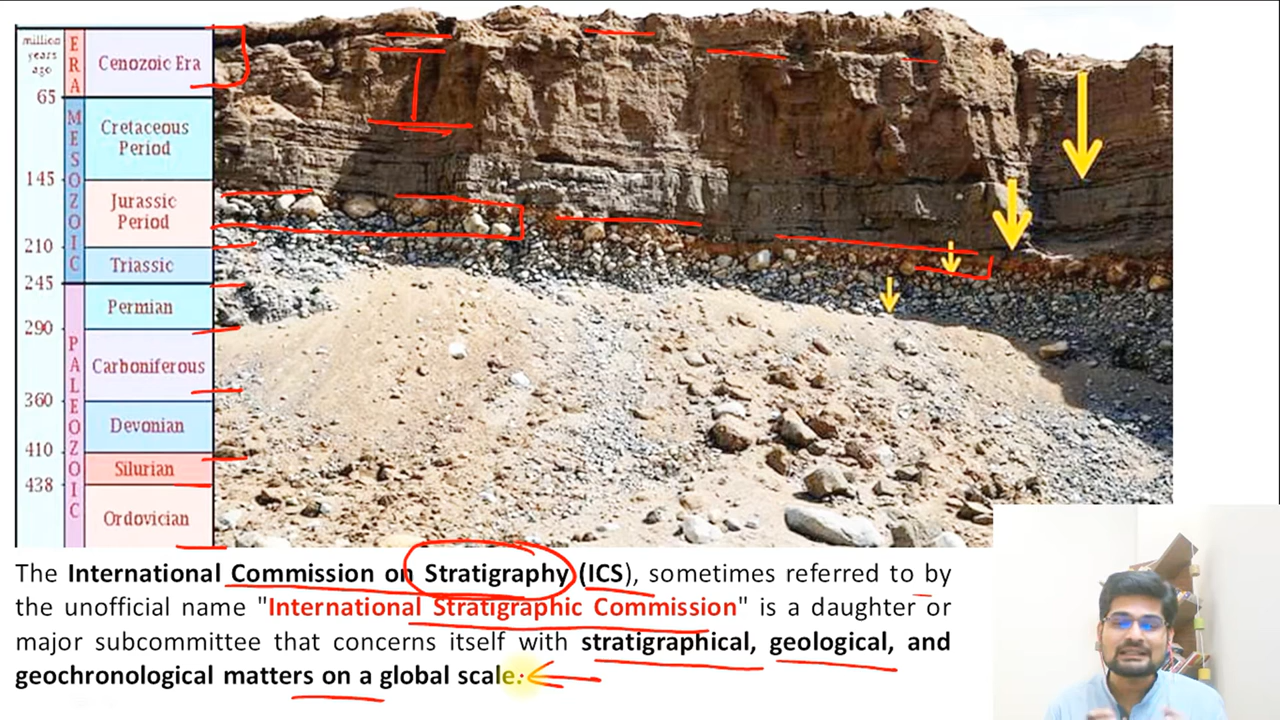 million
years
ago
ERA
Cenozoic Era
65
MESOZOIC
Cretaceous
Period
145
Jurassic
Period
210
Triassic
245
PALEOZOIC
Permian
290
Carboniferous
360
Devonian
410
Silurian
438
Ordovician
The International Commission on Stratigraphy (ICS), sometimes referred to by
the unofficial name "International Stratigraphic Commission" is a daughter or
major subcommittee that concerns itself with stratigraphical, geological, and
geochronological matters on a global scale.